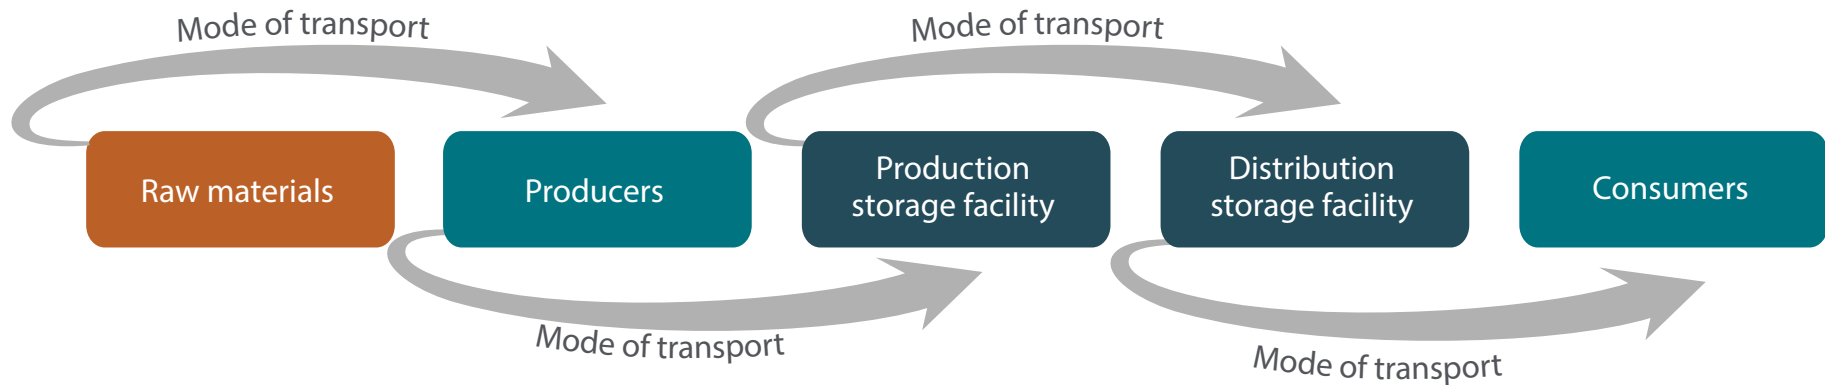 Mode of transport
Mode of transport
Raw materials
Producers
Production
storage facility
Distribution
storage facility
Consumers
Mode of transport
Mode of transport